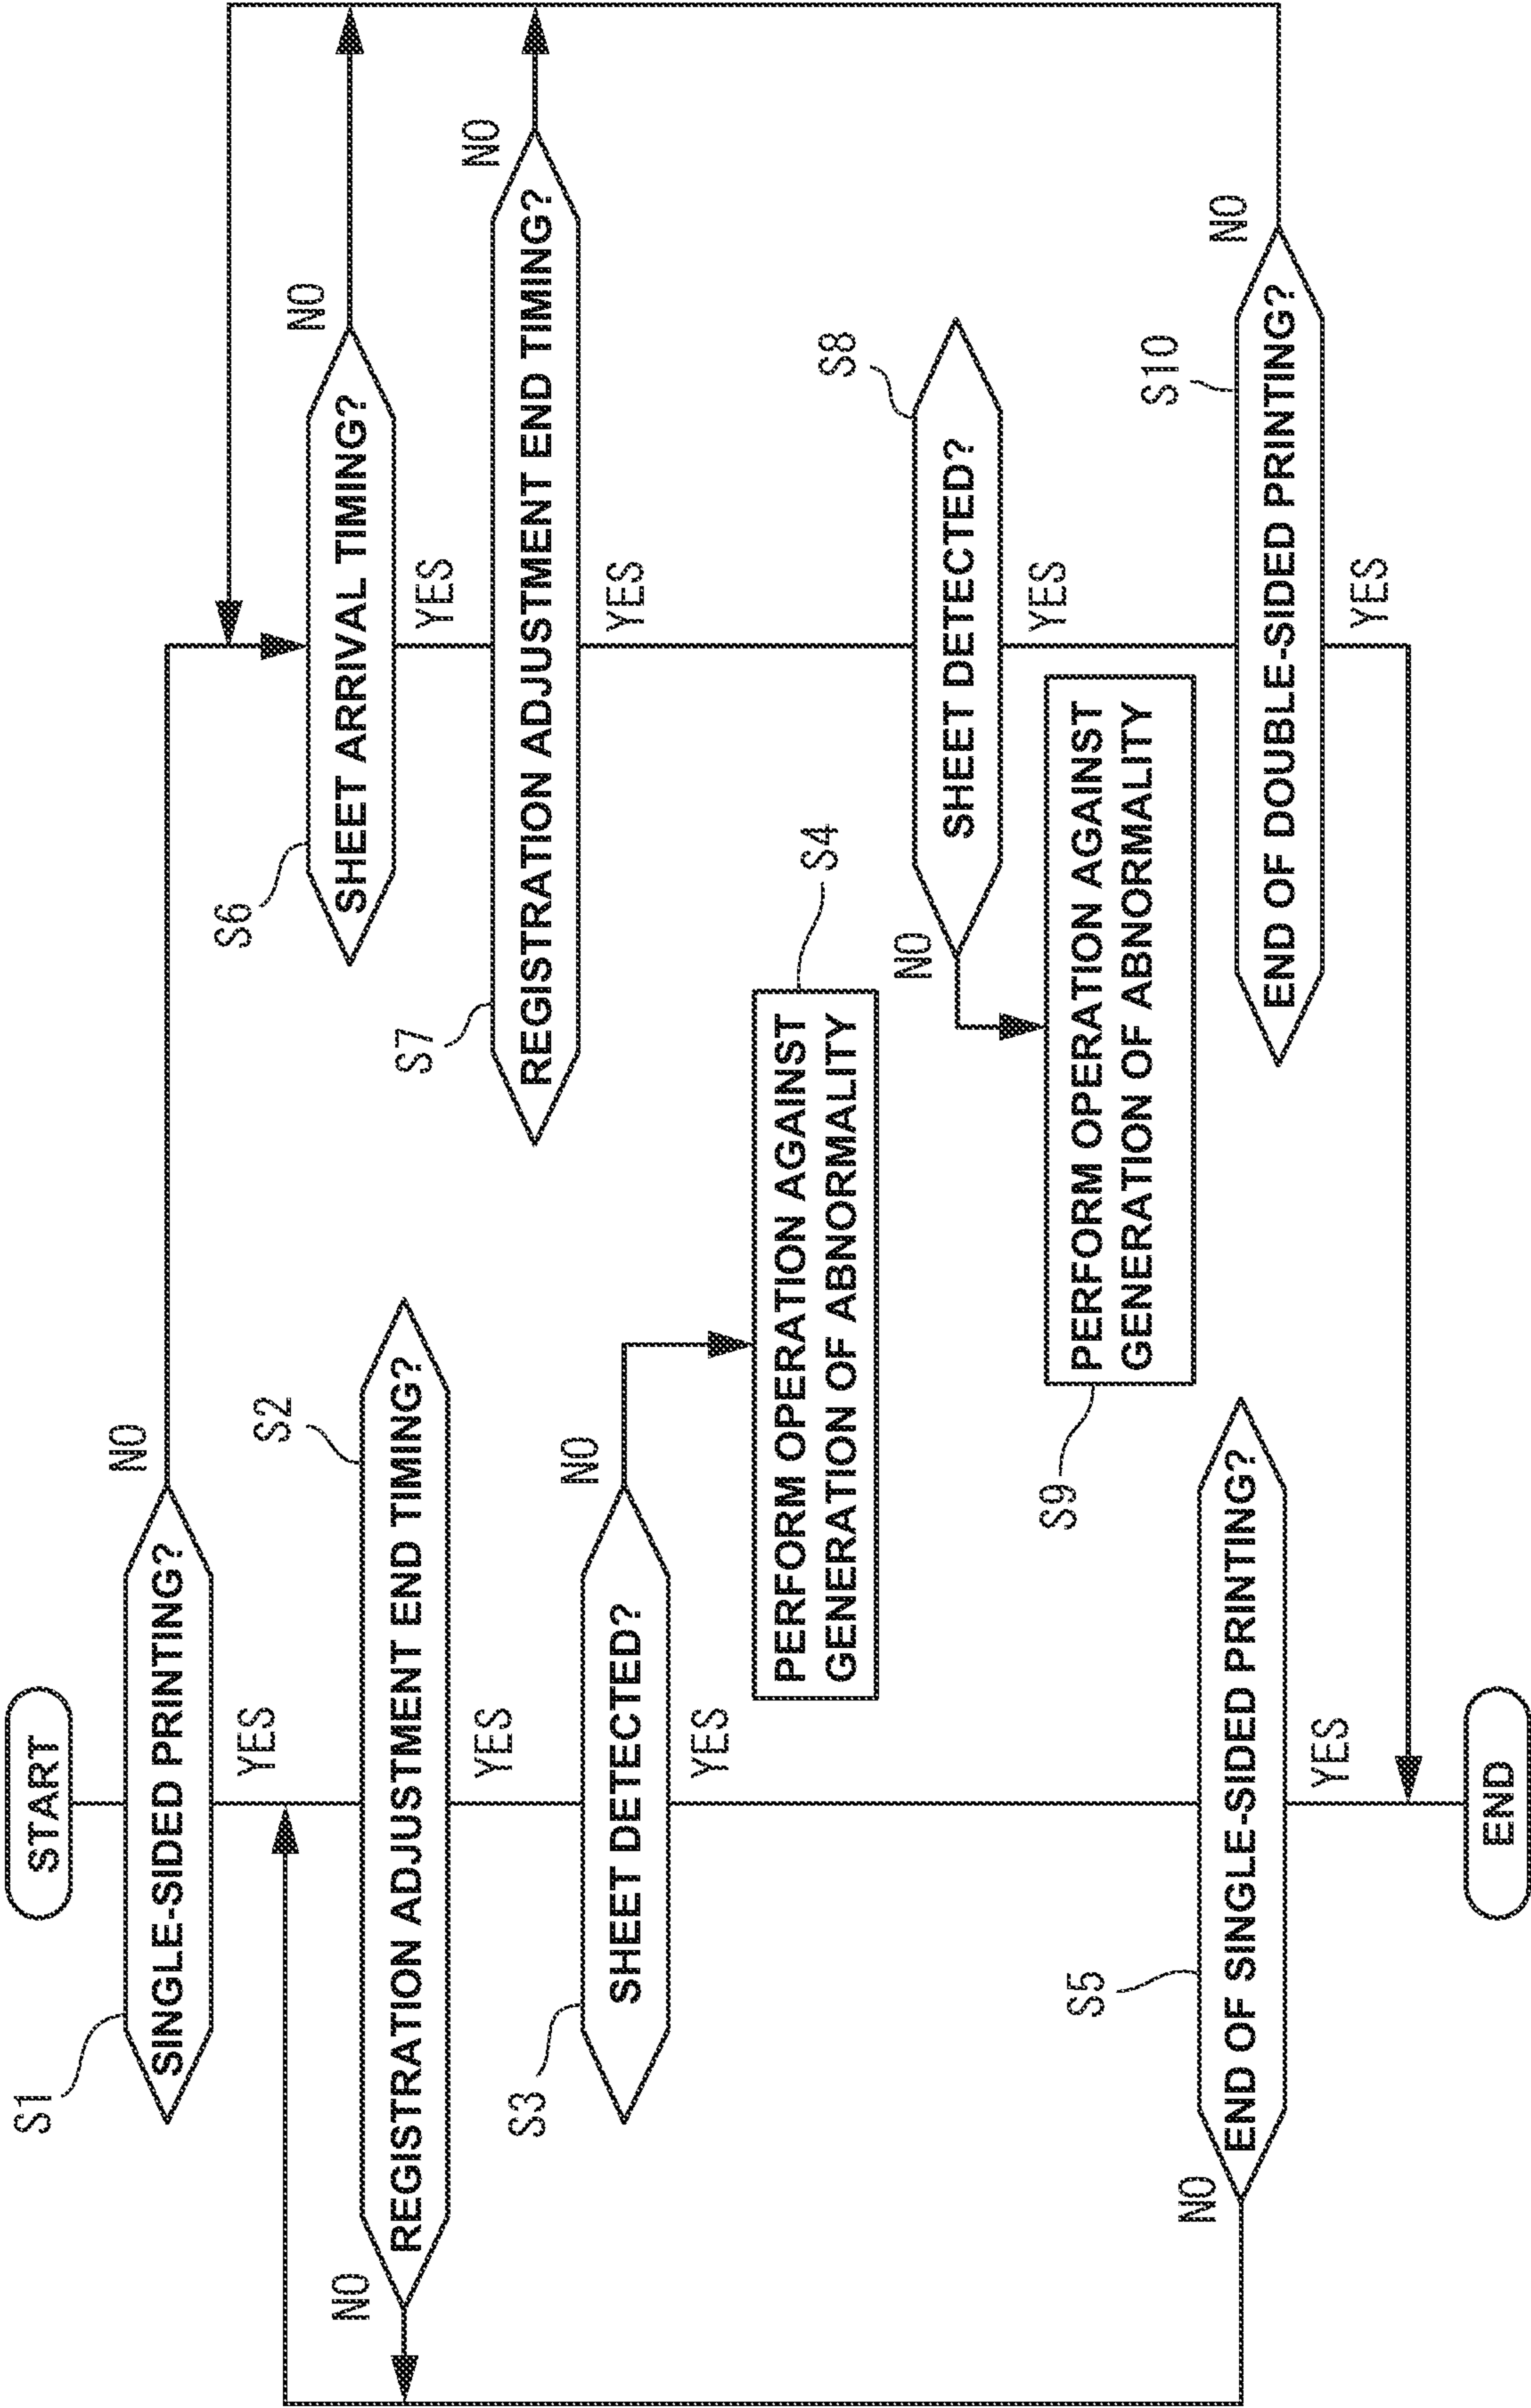 START
S1
SINGLE-SIDED PRINTING?
NO
YES
S2
REGISTRATION ADJUSTMENT END TIMING?
NO
YES
S3
SHEET DETECTED?
NO
YES
S4
PERFORM OPERATION AGAINST
GENERATION OF ABNORMALITY
S5
END OF SINGLE-SIDED PRINTING?
NO
YES
S6
SHEET ARRIVAL TIMING?
NO
YES
S7
REGISTRATION ADJUSTMENT END TIMING?
NO
YES
S8
SHEET DETECTED?
NO
YES
S9
PERFORM OPERATION AGAINST
GENERATION OF ABNORMALITY
S10
END OF DOUBLE-SIDED PRINTING?
NO
YES
END